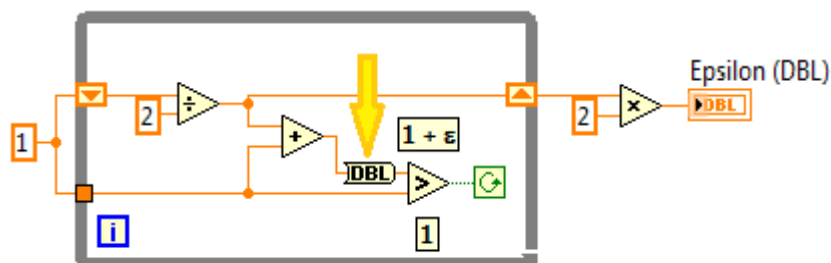 Epsilon (DBL)
2
÷
2
×
DBL
1
+
1 + ε
DBL
>
i
1